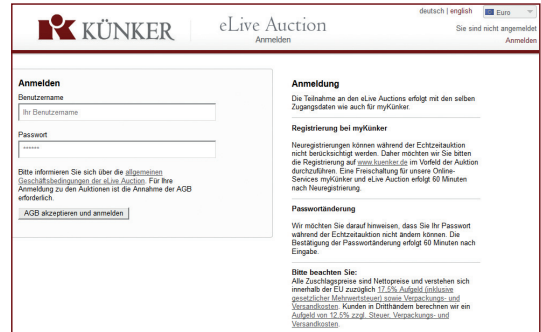 deutsch | english
Euro
KÜNKER
eLive Auction
Anmelden
Sie sind nicht angemeldet
Anmelden
Anmelden
Benutzername
Ihr Benutzername
Passwort
******
Bitte informieren Sie sich über die allgemeinen
Geschäftsbedingungen der eLive Auction. Für Ihre
Anmeldung zu den Auktionen ist die Annahme der AGB
erforderlich.
AGB akzeptieren und anmelden
Anmeldung
Die Teilnahme an den eLive Auctions erfolgt mit den selben
Zugangsdaten wie auch für myKünker.
Registrierung bei myKünker
Neuregistrierungen können während der Echtzeitauktion
nicht berücksichtigt werden. Daher möchten wir Sie bitten
die Registrierung auf www.kuenker.de im Vorfeld der Auktion
durchzuführen. Eine Freischaltung für unsere Online-
Services myKünker und eLive Auction erfolgt 60 Minuten
nach Neuregistrierung.
Passwortänderung
Wir möchten Sie darauf hinweisen, dass Sie Ihr Passwort
während der Echtzeitauktion nicht ändern können. Die
Bestätigung der Passwortänderung erfolgt 60 Minuten nach
Eingabe.
Bitte beachten Sie:
Alle Zuschlagspreise sind Nettopreise und verstehen sich
innerhalb der EU zuzüglich 17,5% Aufgeld (inklusive
gesetzlicher Mehrwertsteuer) sowie Verpackungs- und
Versandkosten. Kunden in Drittländern berechnen wir ein
Aufgeld von 12,5% zzgl. Steuer, Verpackungs- und
Versandkosten.